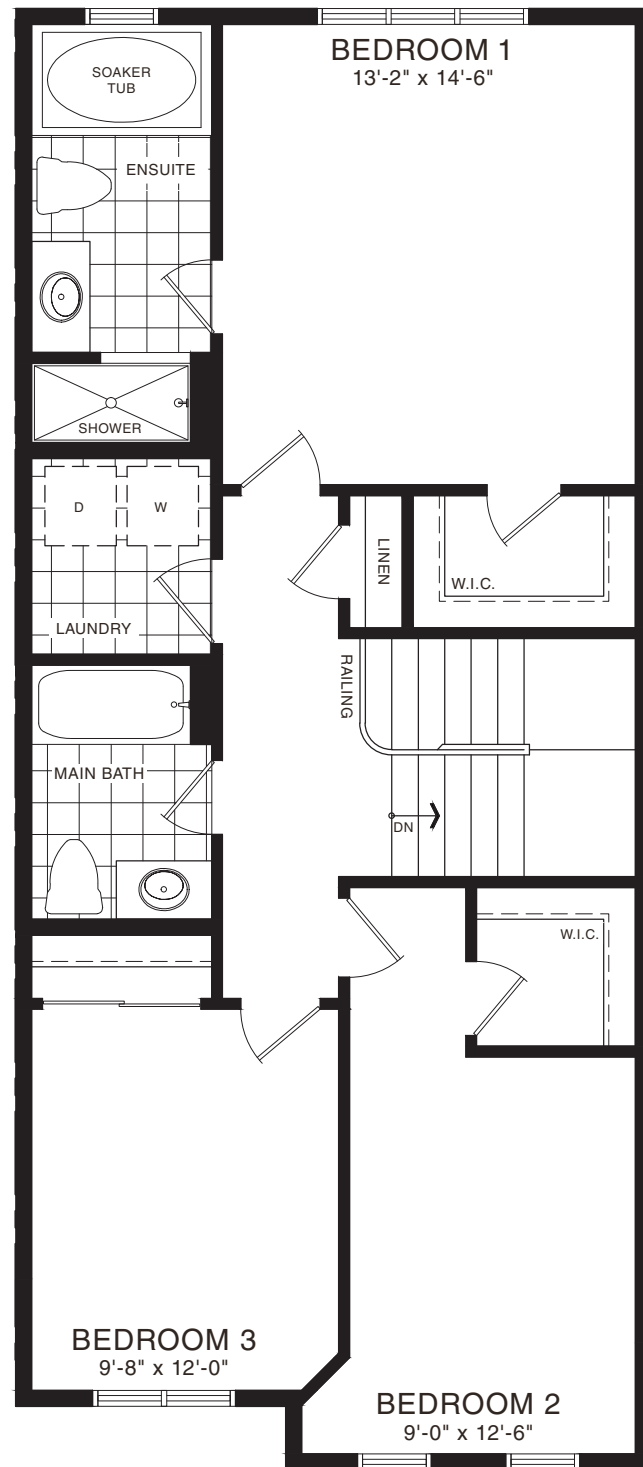 BEDROOM 1
13'-2" x 14'-6"
SOAKER
TUB
ENSUITE
SHOWER
D
W
LINEN
W.I.C.
LAUNDRY
RAILING
MAIN BATH
DN
W.I.C.
BEDROOM 3
9'-8" x 12'-0"
BEDROOM 2
9'-0" x 12'-6"